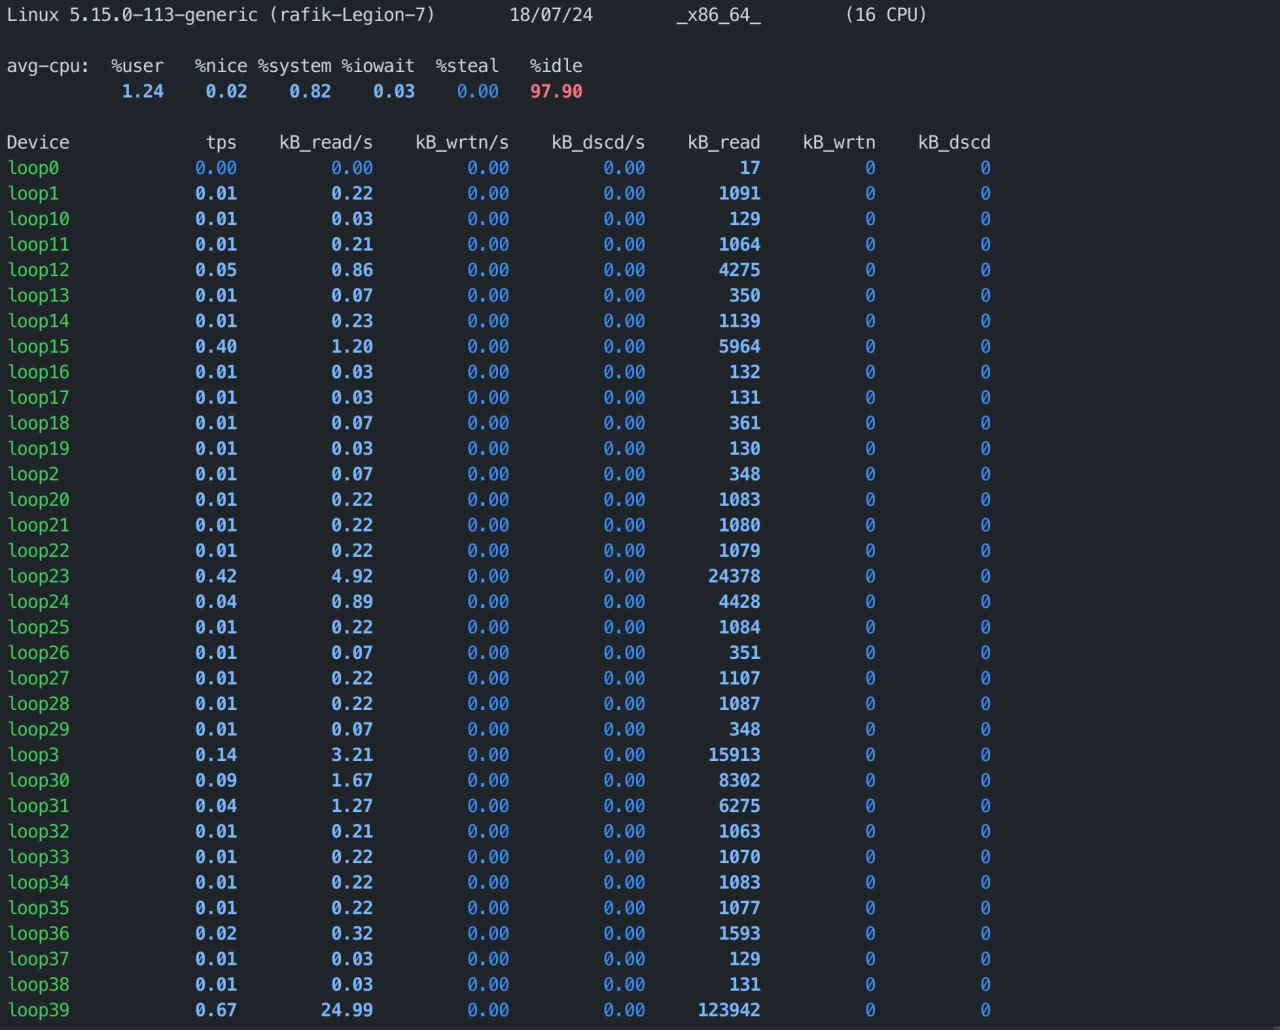 Linux 5.15.0-113-generic (rafik-Legion-7) 18/07/24 _x86_64_ (16 CPU)
avg-cpu: %user %nice %system %iowait %steal %idle
1.24 0.02 0.82 0.03 0.00 97.90
Device tps kB_read/s kB_wrtn/s kB_dscd/s kB_read kB_wrtn kB_dscd
loop0 0.00 0.00 0.00 0.00 17 0 0
loop1 0.01 0.22 0.00 0.00 1091 0 0
loop10 0.01 0.03 0.00 0.00 129 0 0
loop11 0.01 0.21 0.00 0.00 1064 0 0
loop12 0.05 0.86 0.00 0.00 4275 0 0
loop13 0.01 0.07 0.00 0.00 350 0 0
loop14 0.01 0.23 0.00 0.00 1139 0 0
loop15 0.40 1.20 0.00 0.00 5964 0 0
loop16 0.01 0.03 0.00 0.00 132 0 0
loop17 0.01 0.03 0.00 0.00 131 0 0
loop18 0.01 0.07 0.00 0.00 361 0 0
loop19 0.01 0.03 0.00 0.00 130 0 0
loop2 0.01 0.07 0.00 0.00 348 0 0
loop20 0.01 0.22 0.00 0.00 1083 0 0
loop21 0.01 0.22 0.00 0.00 1080 0 0
loop22 0.01 0.22 0.00 0.00 1079 0 0
loop23 0.42 4.92 0.00 0.00 24378 0 0
loop24 0.04 0.89 0.00 0.00 4428 0 0
loop25 0.01 0.22 0.00 0.00 1084 0 0
loop26 0.01 0.07 0.00 0.00 351 0 0
loop27 0.01 0.22 0.00 0.00 1107 0 0
loop28 0.01 0.22 0.00 0.00 1087 0 0
loop29 0.01 0.07 0.00 0.00 348 0 0
loop3 0.14 3.21 0.00 0.00 15913 0 0
loop30 0.09 1.67 0.00 0.00 8302 0 0
loop31 0.04 1.27 0.00 0.00 6275 0 0
loop32 0.01 0.21 0.00 0.00 1063 0 0
loop33 0.01 0.22 0.00 0.00 1070 0 0
loop34 0.01 0.22 0.00 0.00 1083 0 0
loop35 0.01 0.22 0.00 0.00 1077 0 0
loop36 0.02 0.32 0.00 0.00 1593 0 0
loop37 0.01 0.03 0.00 0.00 129 0 0
loop38 0.01 0.03 0.00 0.00 131 0 0
loop39 0.67 24.99 0.00 0.00 123942 0 0